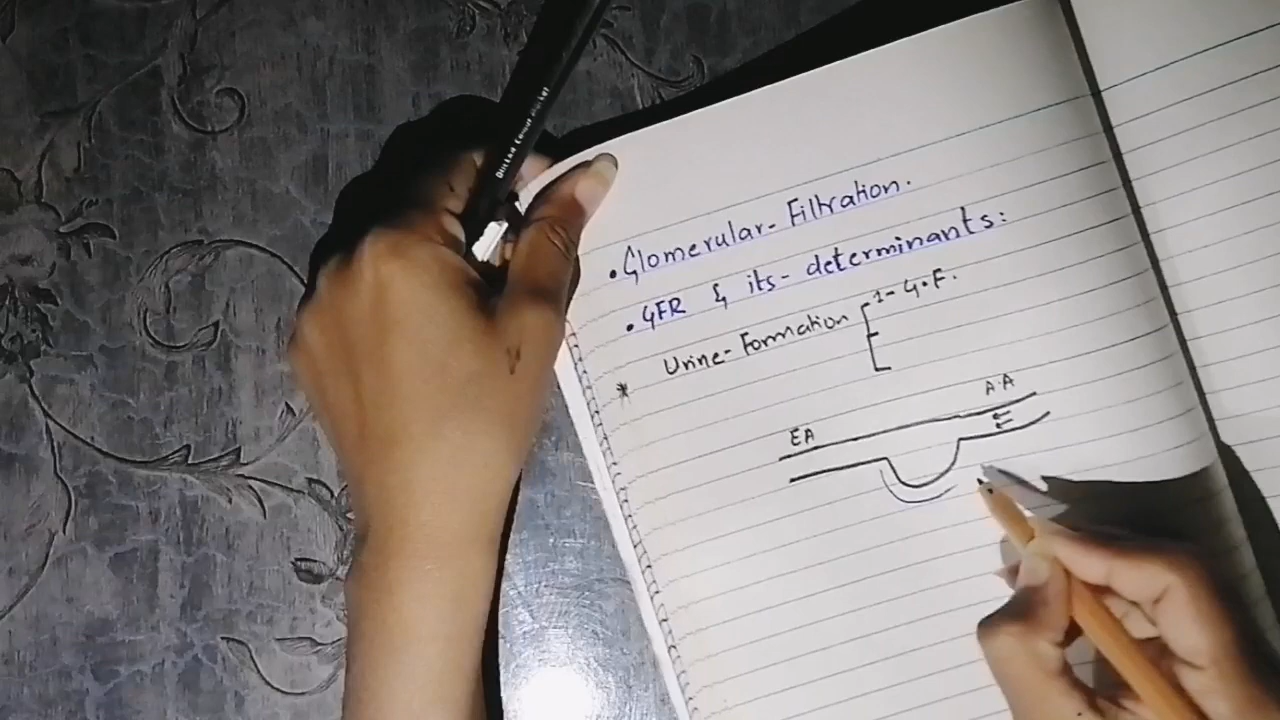 • Glomerular-Filtration.
• GFR & its- determinants:
* Urine-Formation
1- G.F.
A.A
EA